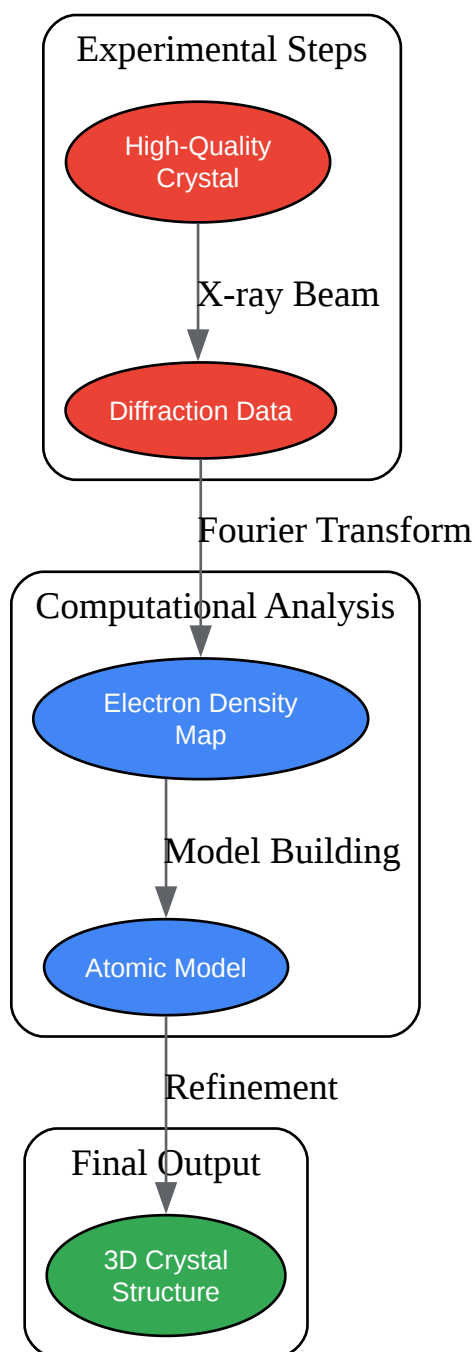 Experimental Steps
High-Quality
Crystal
X-ray Beam
Diffraction Data
Fourier Transform
Computational Analysis
Electron Density
Map
Model Building
Atomic Model
Refinement
Final Output
3D Crystal
Structure